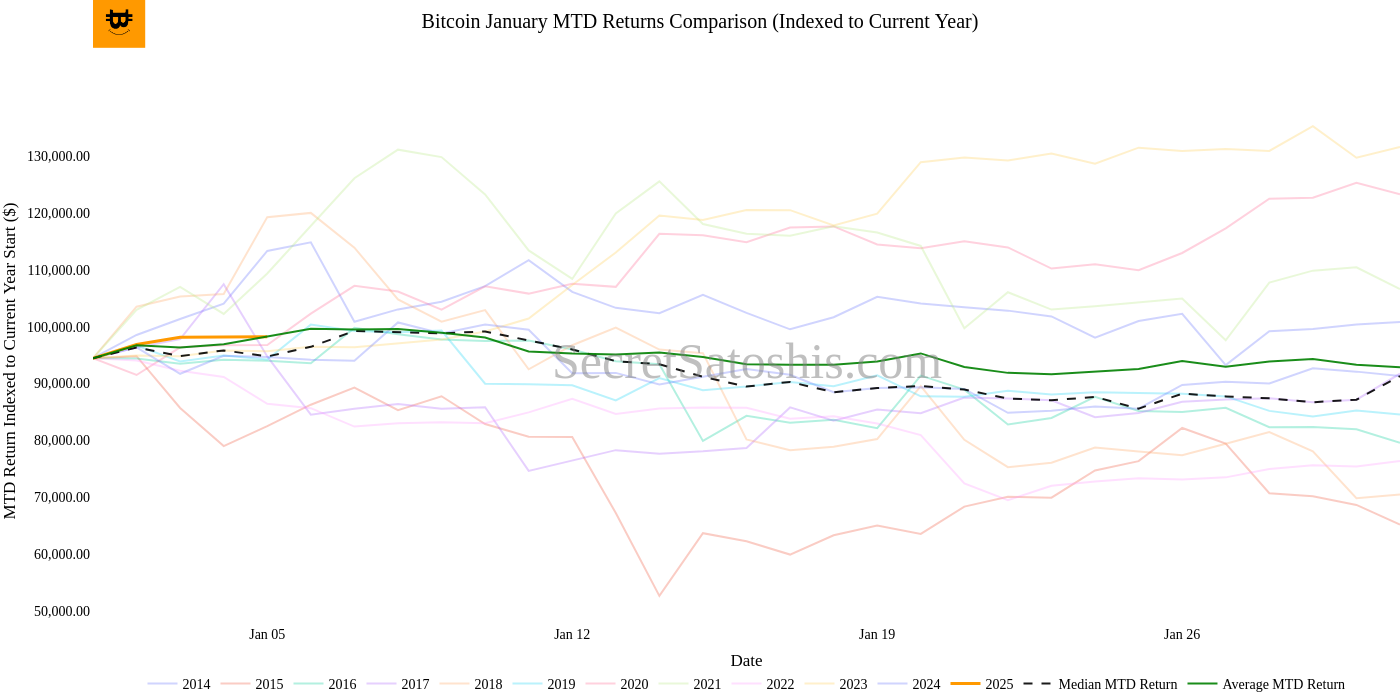 Bitcoin January MTD Returns Comparison (Indexed to Current Year)
MTD Return Indexed to Current Year Start ($)
130,000.00
120,000.00
110,000.00
100,000.00
90,000.00
80,000.00
70,000.00
60,000.00
50,000.00
SecretSatoshis.com
Jan 05 Jan 12 Jan 19 Jan 26
Date
2014 2015 2016 2017 2018 2019 2020 2021 2022 2023 2024 2025 Median MTD Return Average MTD Return